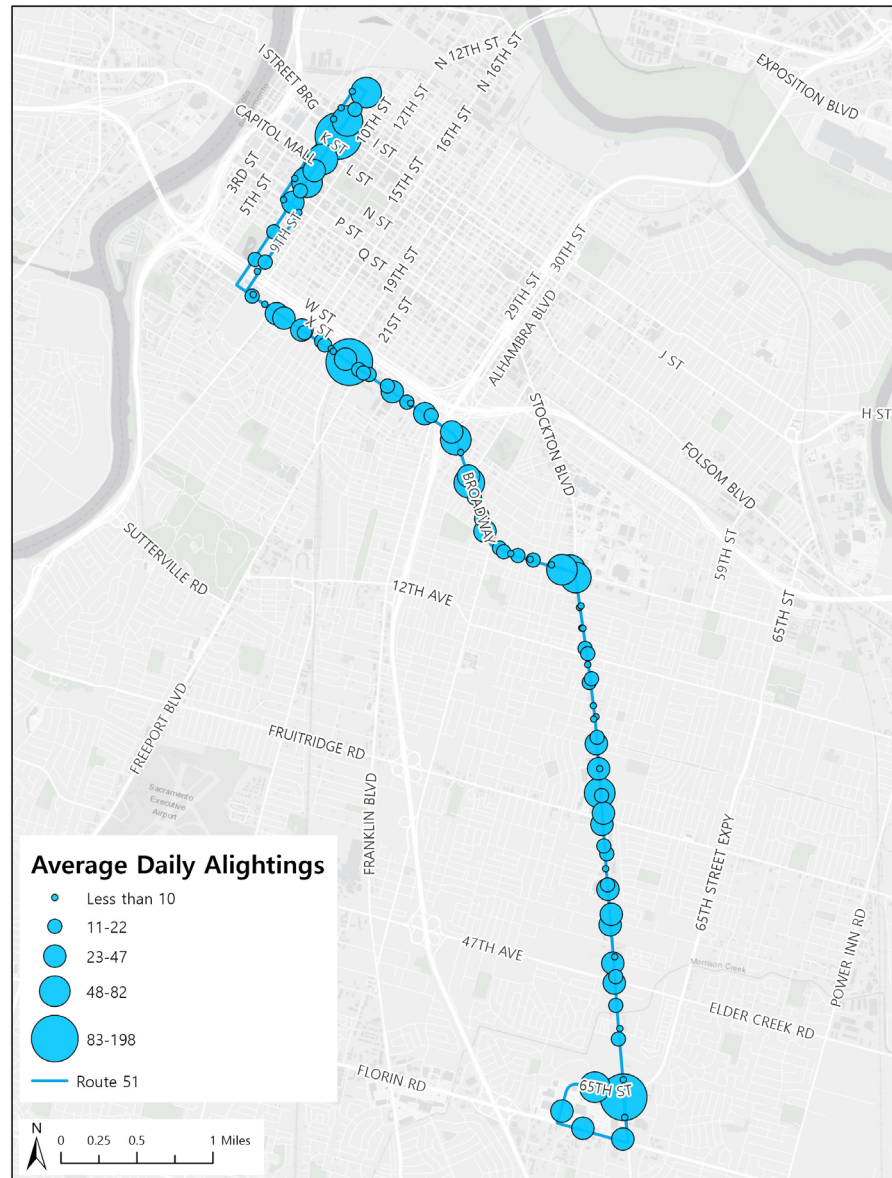 N 12TH ST
N 16TH ST
EXPOSITION BLVD
I STREET BRG
12TH ST
10TH ST
CAPITOL MALL
K ST
I ST
16TH ST
3RD ST
5TH ST
L ST
15TH ST
N ST
9TH ST
P ST
Q ST
19TH ST
30TH ST
29TH ST
W ST
X ST
21ST ST
ALHAMBRA BLVD
J ST
H ST
STOCKTON BLVD
FOLSOM BLVD
BROADWAY
SUTTERVILLE RD
59TH ST
12TH AVE
65TH ST
FREEPORT BLVD
FRUITRIDGE RD
Sacramento
Executive
Airport
FRANKLIN BLVD
65TH STREET EXPY
47TH AVE
POWER INN RD
Morrison Creek
ELDER CREEK RD
FLORIN RD
65TH ST
Average Daily Alightings
Less than 10
11-22
23-47
48-82
83-198
Route 51
N
0 0.25 0.5 1 Miles